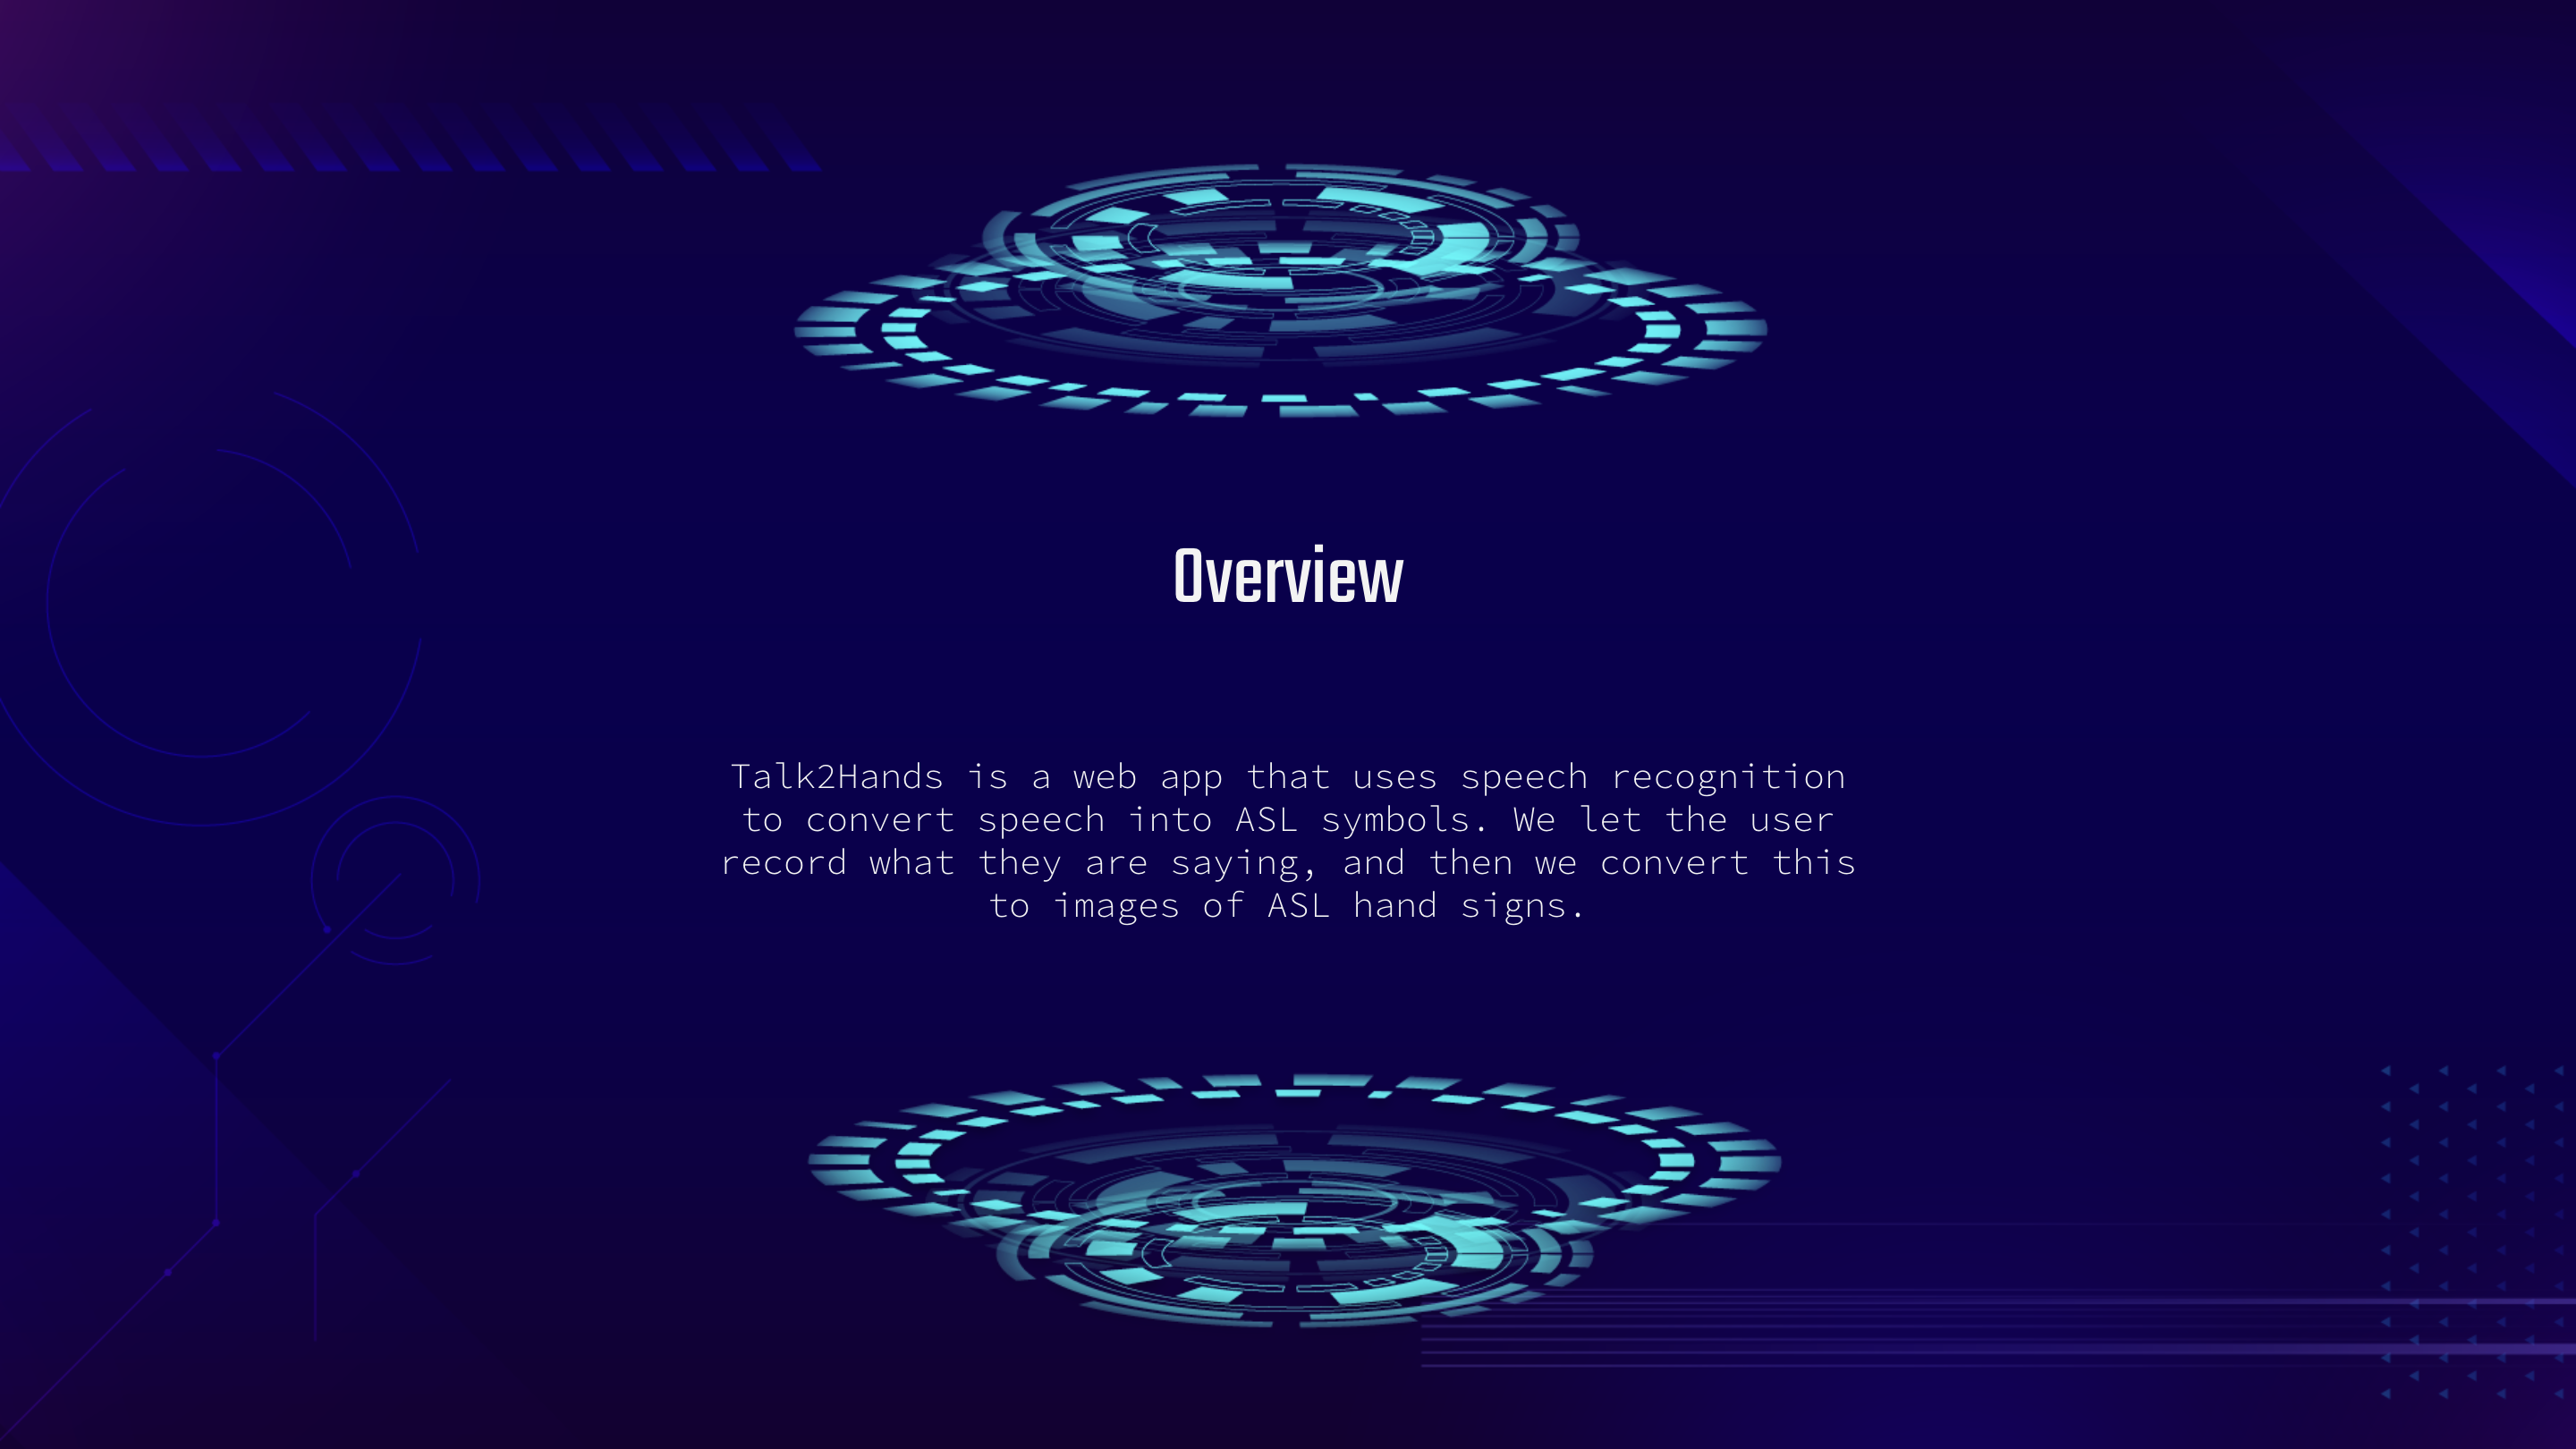 Overview
Talk2Hands is a web app that uses speech recognition
to convert speech into ASL symbols. We let the user
record what they are saying, and then we convert this
to images of ASL hand signs.